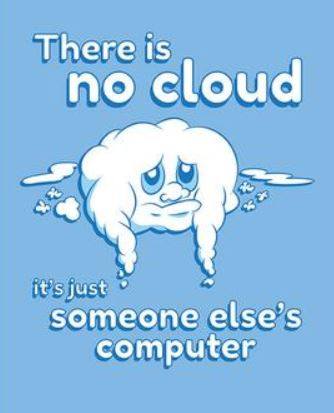 There is
no cloud
it's just
someone else's
computer